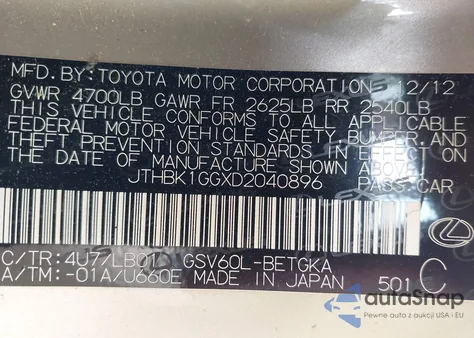 MFD.BY:TOYOTA MOTOR CORPORATION 12/12
GVWR 4700LB GAWR FR 2625LB RR 2540LB
THIS VEHICLE CONFORMS TO ALL APPLICABLE
FEDERAL MOTOR VEHICLE SAFETY, BUMPER, AND
THEFT PREVENTION STANDARDS IN EFFECT ON
THE DATE OF MANUFACTURE SHOWN ABOVE.
JTHBK1GGXD2040896 PASS.CAR
C/TR:4U7/LB01 GSV60L-BETGKA
A/TM:-01A/U660E MADE IN JAPAN 501 C
autaSnap
Pewne auta z aukcji USA i EU